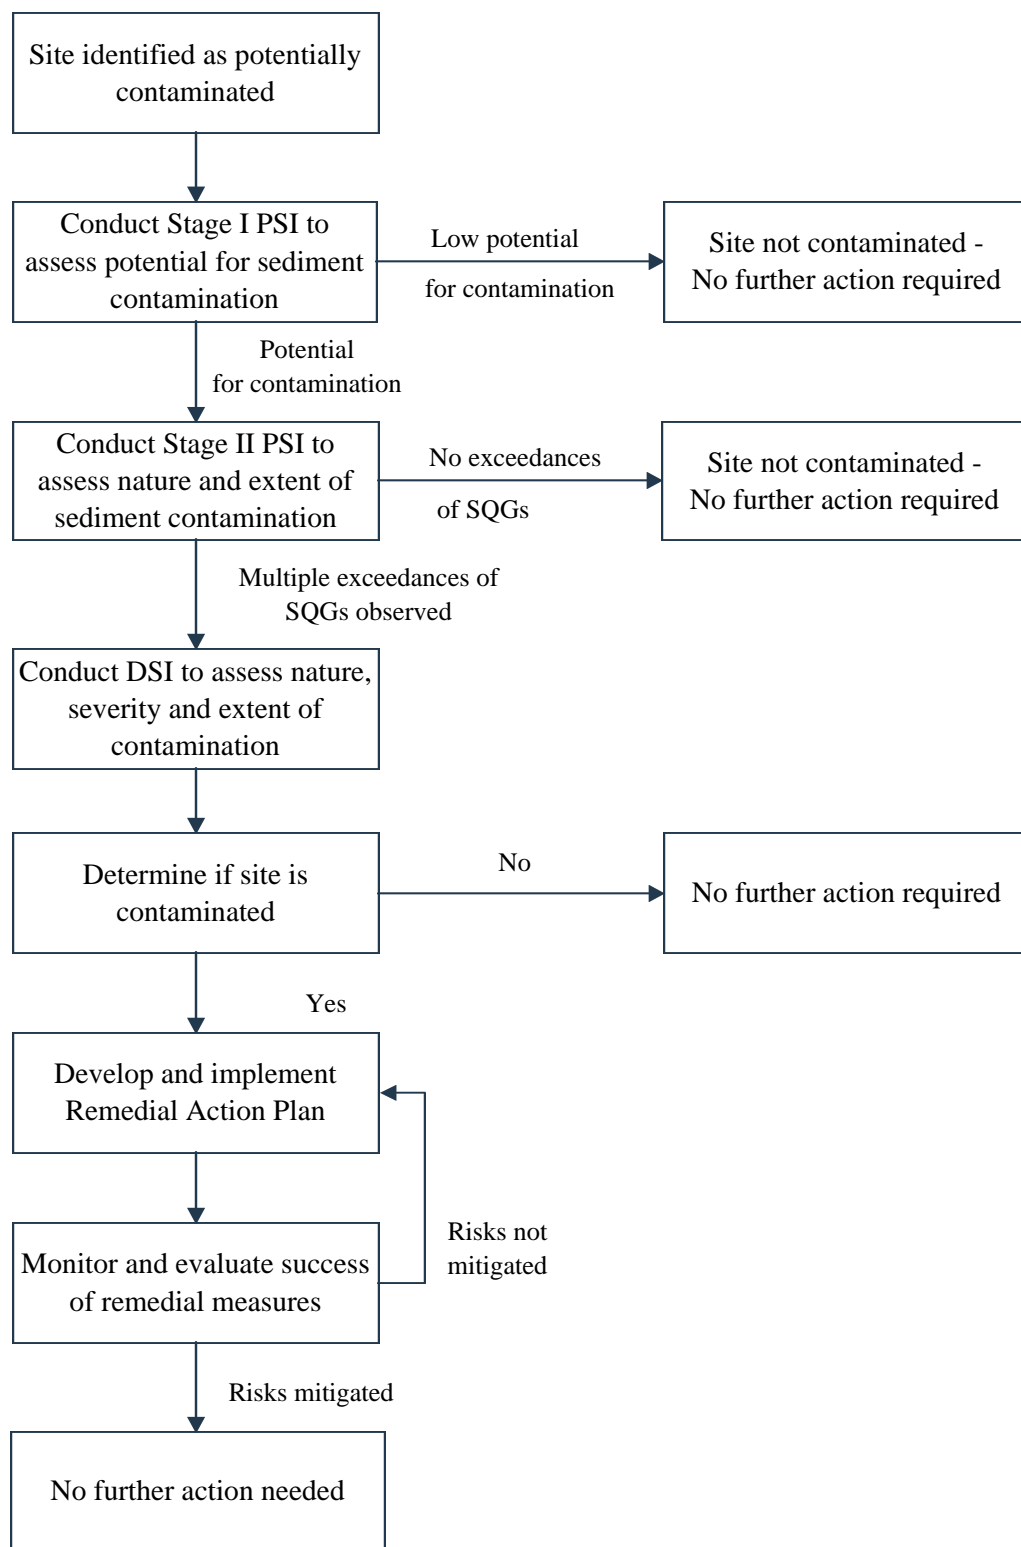 Site identified as potentially
contaminated
Conduct Stage I PSI to
assess potential for sediment
contamination
Low potential
for contamination
Site not contaminated -
No further action required
Potential
for contamination
Conduct Stage II PSI to
assess nature and extent of
sediment contamination
No exceedances
of SQGs
Site not contaminated -
No further action required
Multiple exceedances of
SQGs observed
Conduct DSI to assess nature,
severity and extent of
contamination
Determine if site is
contaminated
No
No further action required
Yes
Develop and implement
Remedial Action Plan
Risks not
mitigated
Monitor and evaluate success
of remedial measures
Risks mitigated
No further action needed